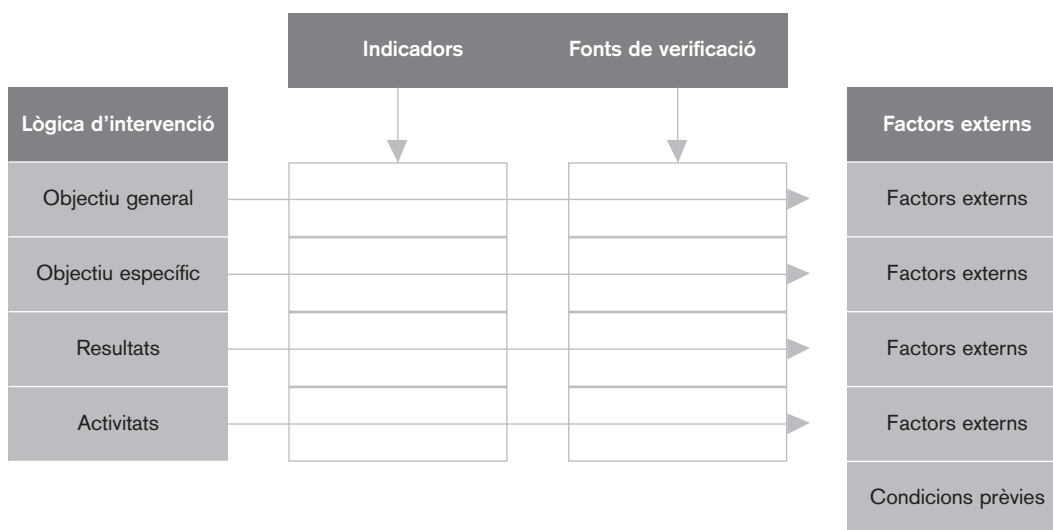 Indicadors Fonts de verificació
Lògica d’intervenció Factors externs
Objectiu general Factors externs
Objectiu específic Factors externs
Resultats Factors externs
Activitats Factors externs
Condicions prèvies